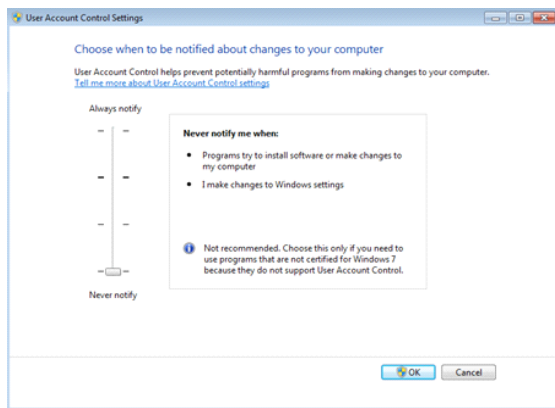 User Account Control Settings
Choose when to be notified about changes to your computer
User Account Control helps prevent potentially harmful programs from making changes to your computer.
Tell me more about User Account Control settings
Always notify
Never notify me when:
Programs try to install software or make changes to
my computer
I make changes to Windows settings
Not recommended. Choose this only if you need to
use programs that are not certified for Windows 7
because they do not support User Account Control.
Never notify
OK
Cancel